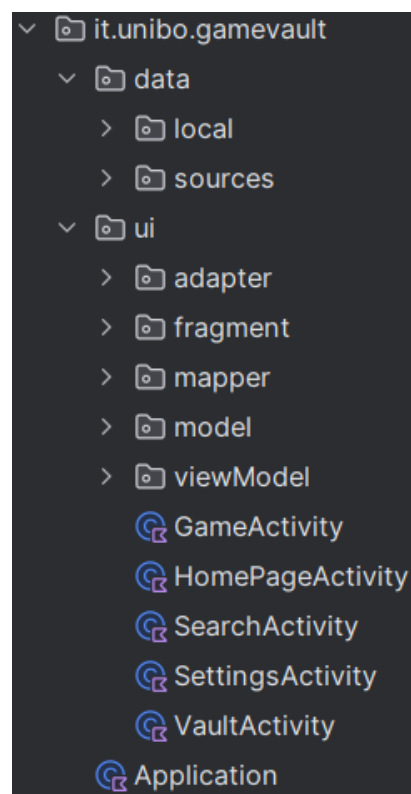 it.unibo.gamevault
data
local
sources
ui
adapter
fragment
mapper
model
viewModel
GameActivity
HomePageActivity
SearchActivity
SettingsActivity
VaultActivity
Application